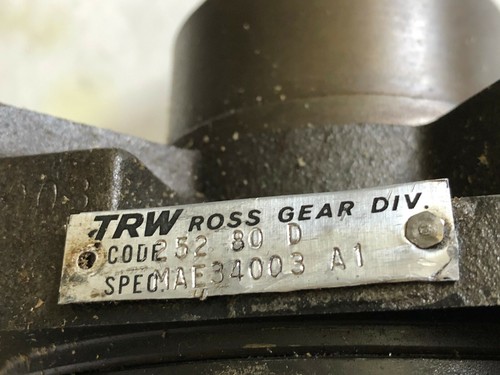 TRW ROSS GEAR DIV.
CODE 252 80 D
SPEC MAE34003 A1